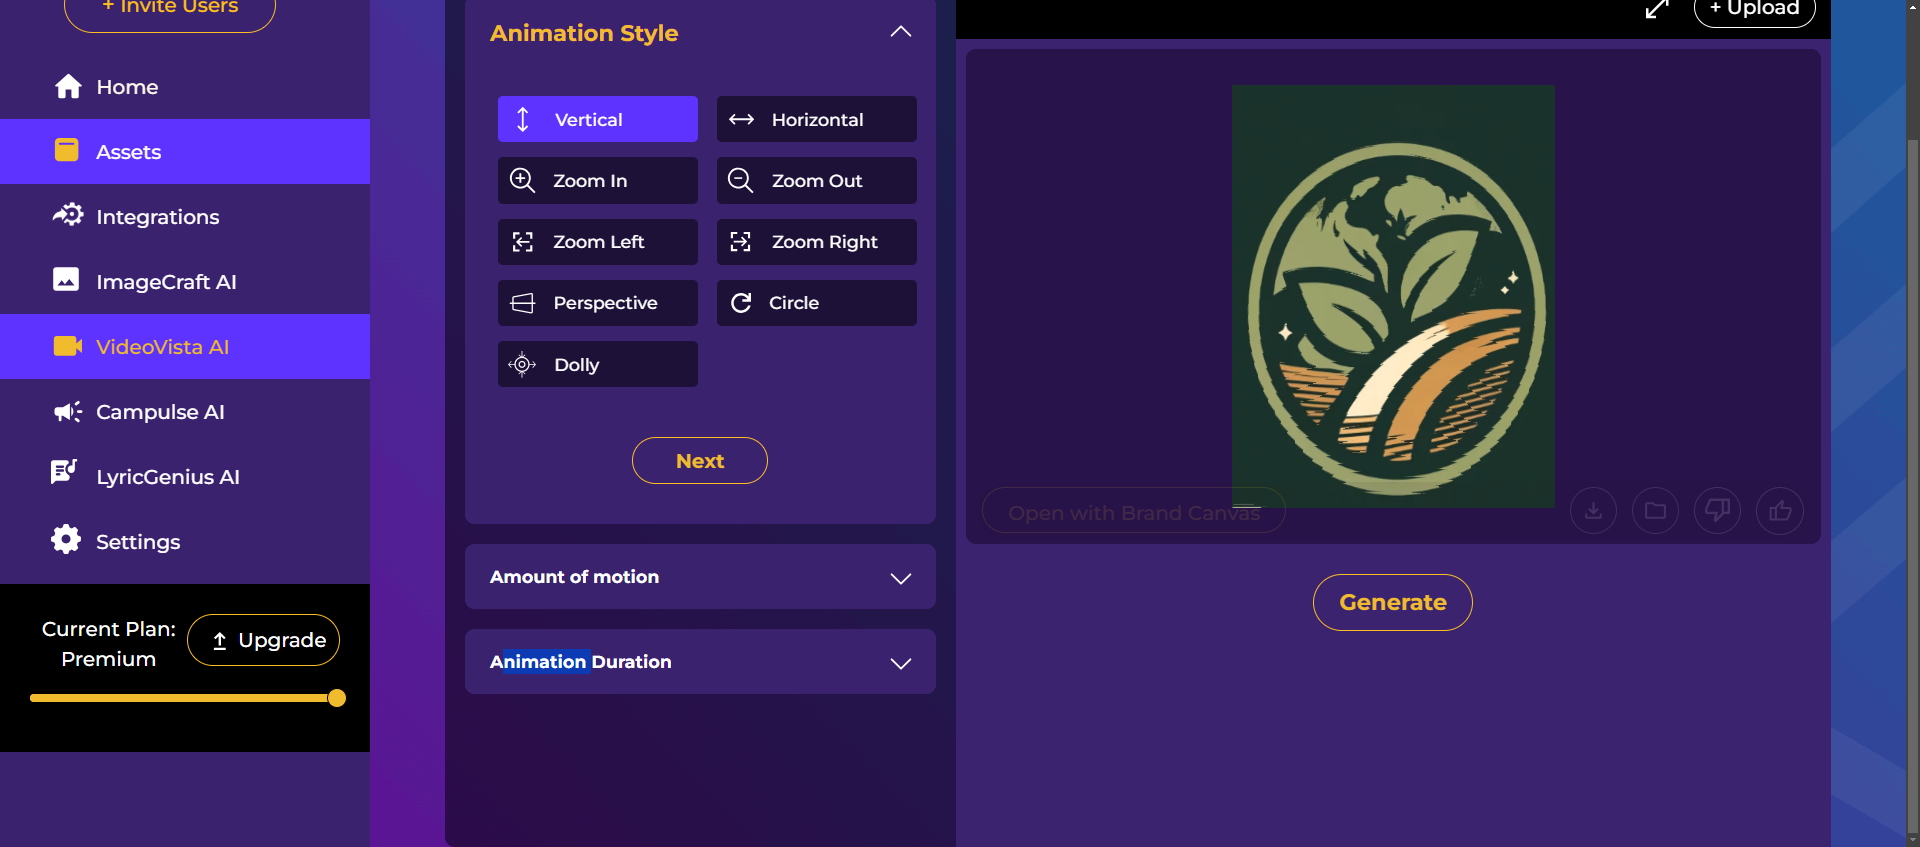 + Invite Users
Home
Assets
Integrations
ImageCraft AI
VideoVista AI
Campulse AI
LyricGenius AI
Settings
Current Plan:
Premium
Upgrade
Animation Style
Vertical
Horizontal
Zoom In
Zoom Out
Zoom Left
Zoom Right
Perspective
Circle
Dolly
Next
Amount of motion
Animation Duration
+ Upload
Open with Brand Canvas
Generate